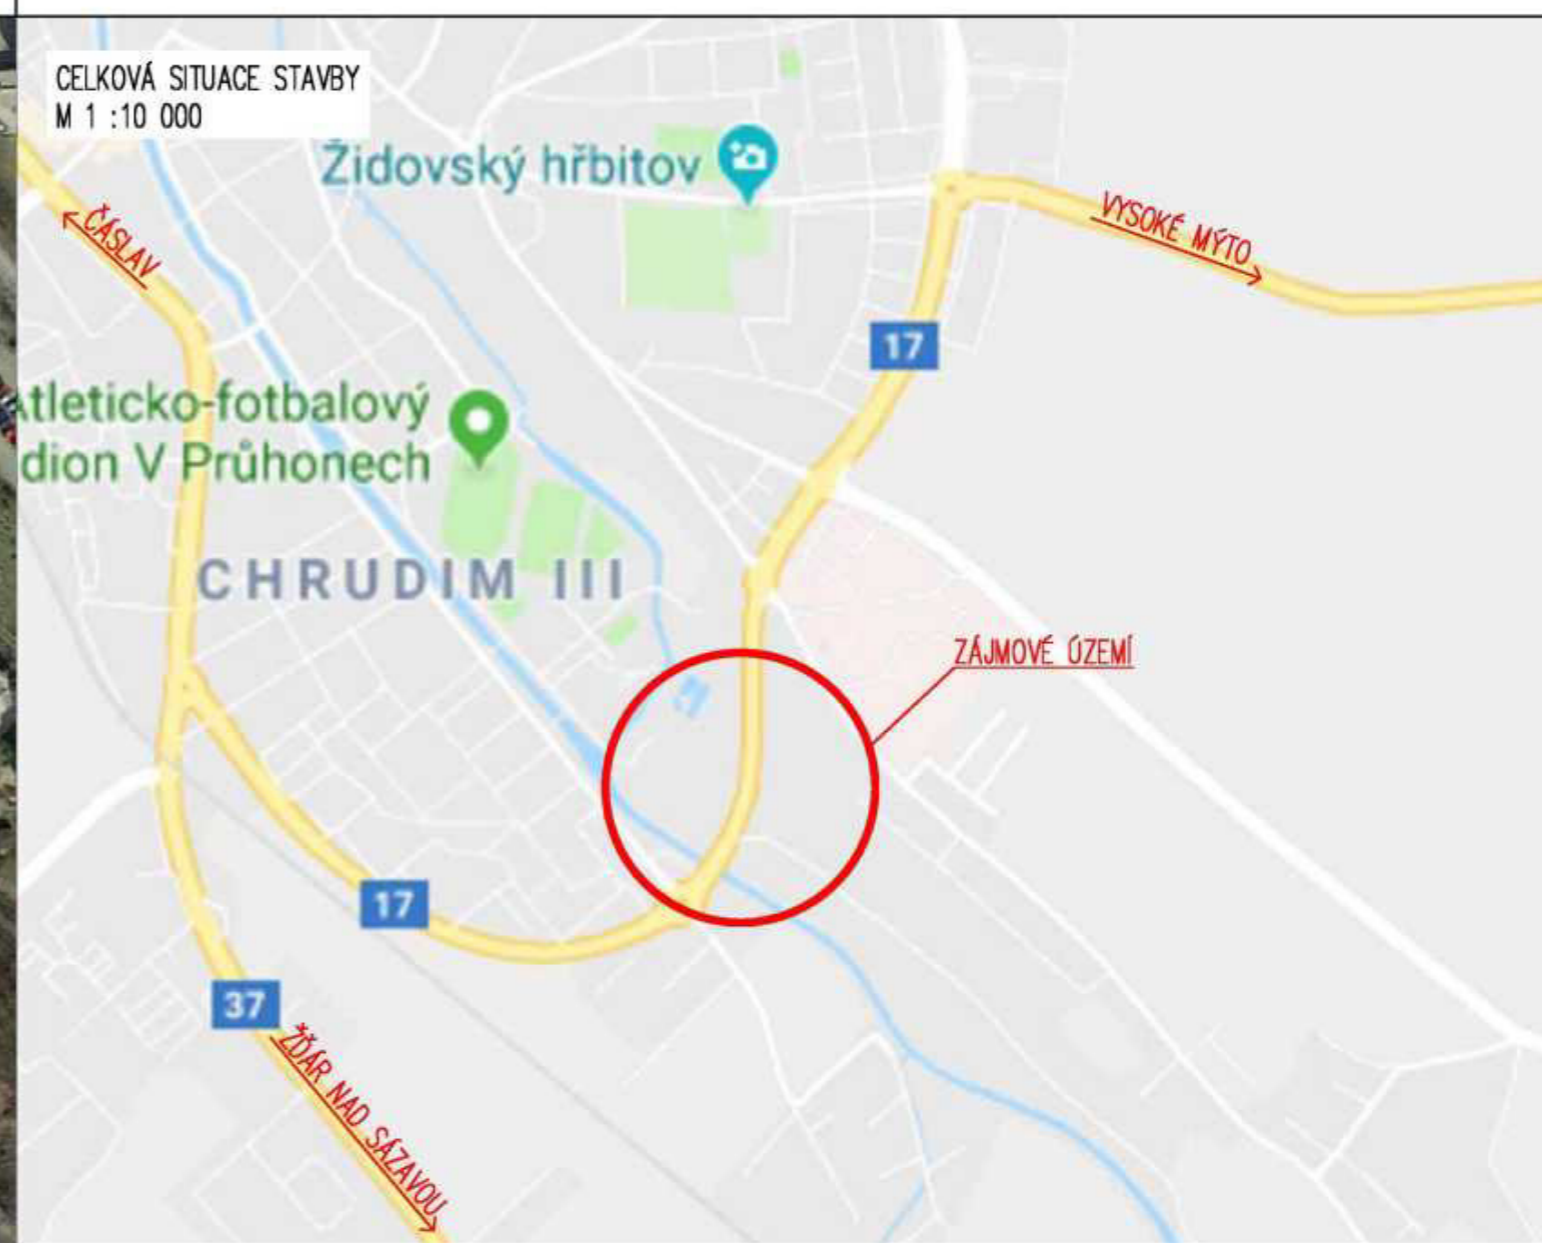 CELKOVÁ SITUACE STAVBY
M 1 :10 000
Židovský hřbitov
ČÁSLAV
VYSOKÉ MÝTO
17
tleticko-fotbalový
dion V Průhonech
CHRUDIM III
ZÁJMOVÉ ÚZEMÍ
17
37
ŽĎÁR NAD SÁZAVOU